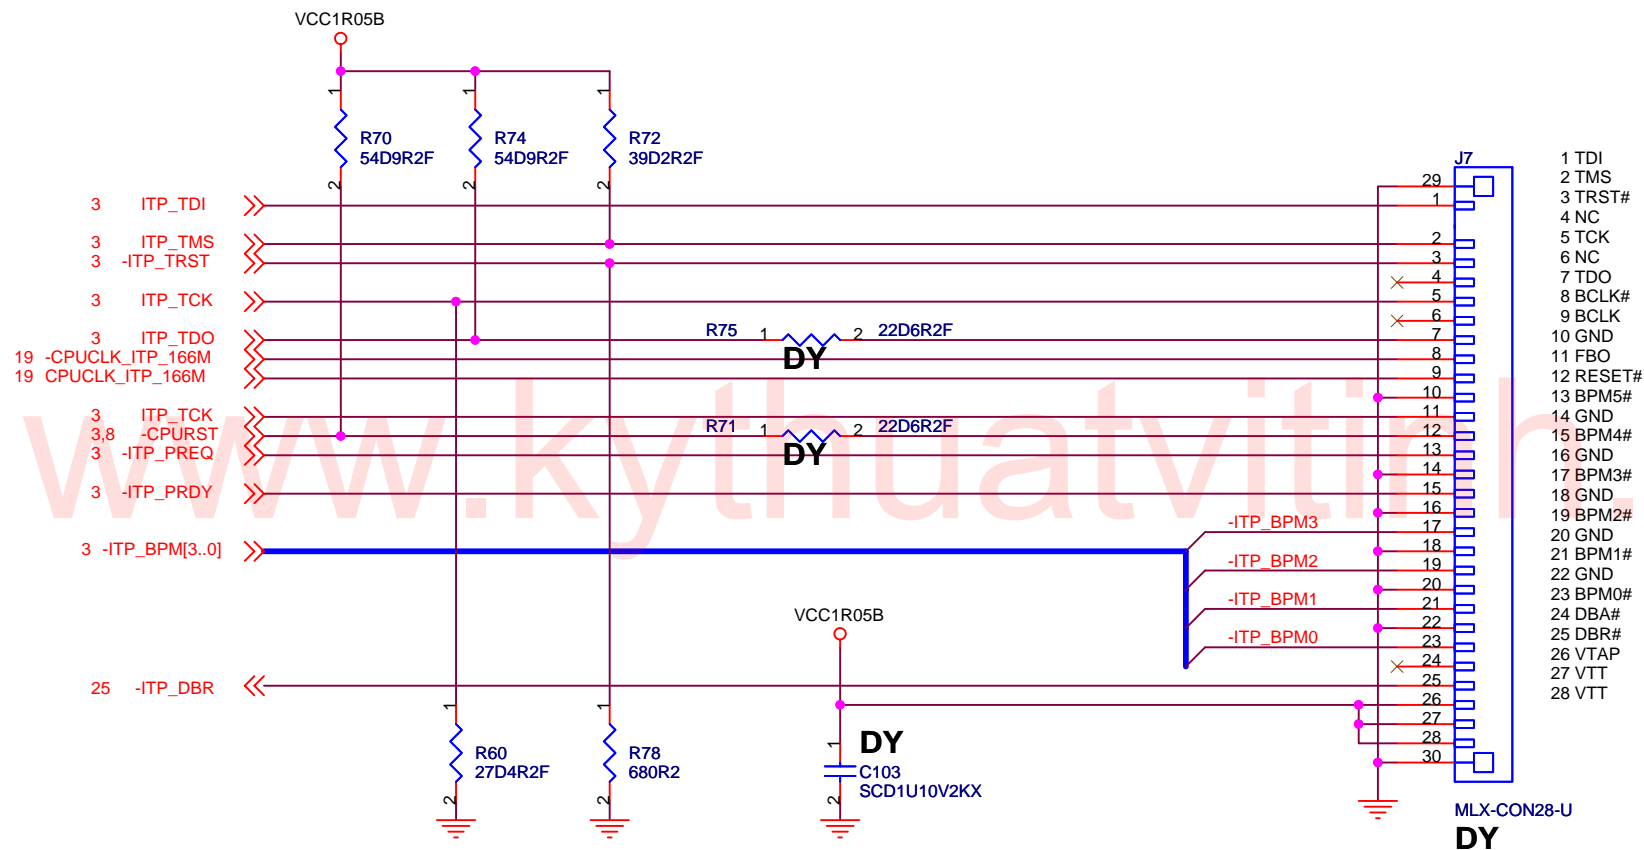 VCC1R05B
1
1
1
R70
54D9R2F
R74
54D9R2F
R72
39D2R2F
2
2
2
J7
3 ITP_TDI
3 ITP_TMS
3 -ITP_TRST
3 ITP_TCK
3 ITP_TDO
19 -CPUCLK_ITP_166M
19 CPUCLK_ITP_166M
3 ITP_TCK
3,8 -CPURST
3 -ITP_PREQ
3 -ITP_PRDY
3 -ITP_BPM[3..0]
25 -ITP_DBR
R75 1 2 22D6R2F
DY
R71 1 2 22D6R2F
DY
-ITP_BPM3
-ITP_BPM2
-ITP_BPM1
-ITP_BPM0
VCC1R05B
1
DY
C103
SCD1U10V2KX
2
1
R60
27D4R2F
2
1
R78
680R2
2
29
1
2
3
4
5
6
7
8
9
10
11
12
13
14
15
16
17
18
19
20
21
22
23
24
25
26
27
28
30
MLX-CON28-U
DY
1 TDI
2 TMS
3 TRST#
4 NC
5 TCK
6 NC
7 TDO
8 BCLK#
9 BCLK
10 GND
11 FBO
12 RESET#
13 BPM5#
14 GND
15 BPM4#
16 GND
17 BPM3#
18 GND
19 BPM2#
20 GND
21 BPM1#
22 GND
23 BPM0#
24 DBA#
25 DBR#
26 VTAP
27 VTT
28 VTT
www.kythuatvitinh.